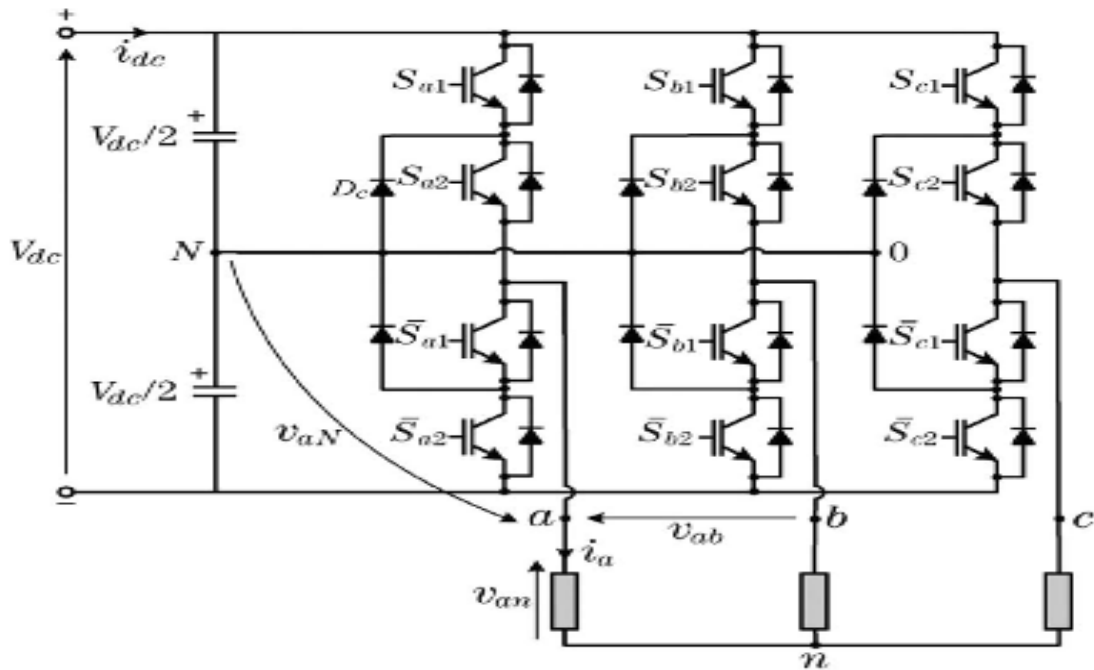 +
i_dc
S_a1
S_b1
S_c1
+
V_dc/2
D_c
S_a2
S_b2
S_c2
V_dc
N
0
S̄_a1
S̄_b1
S̄_c1
+
V_dc/2
v_aN
S̄_a2
S̄_b2
S̄_c2
−
a
v_ab
b
c
i_a
v_an
n